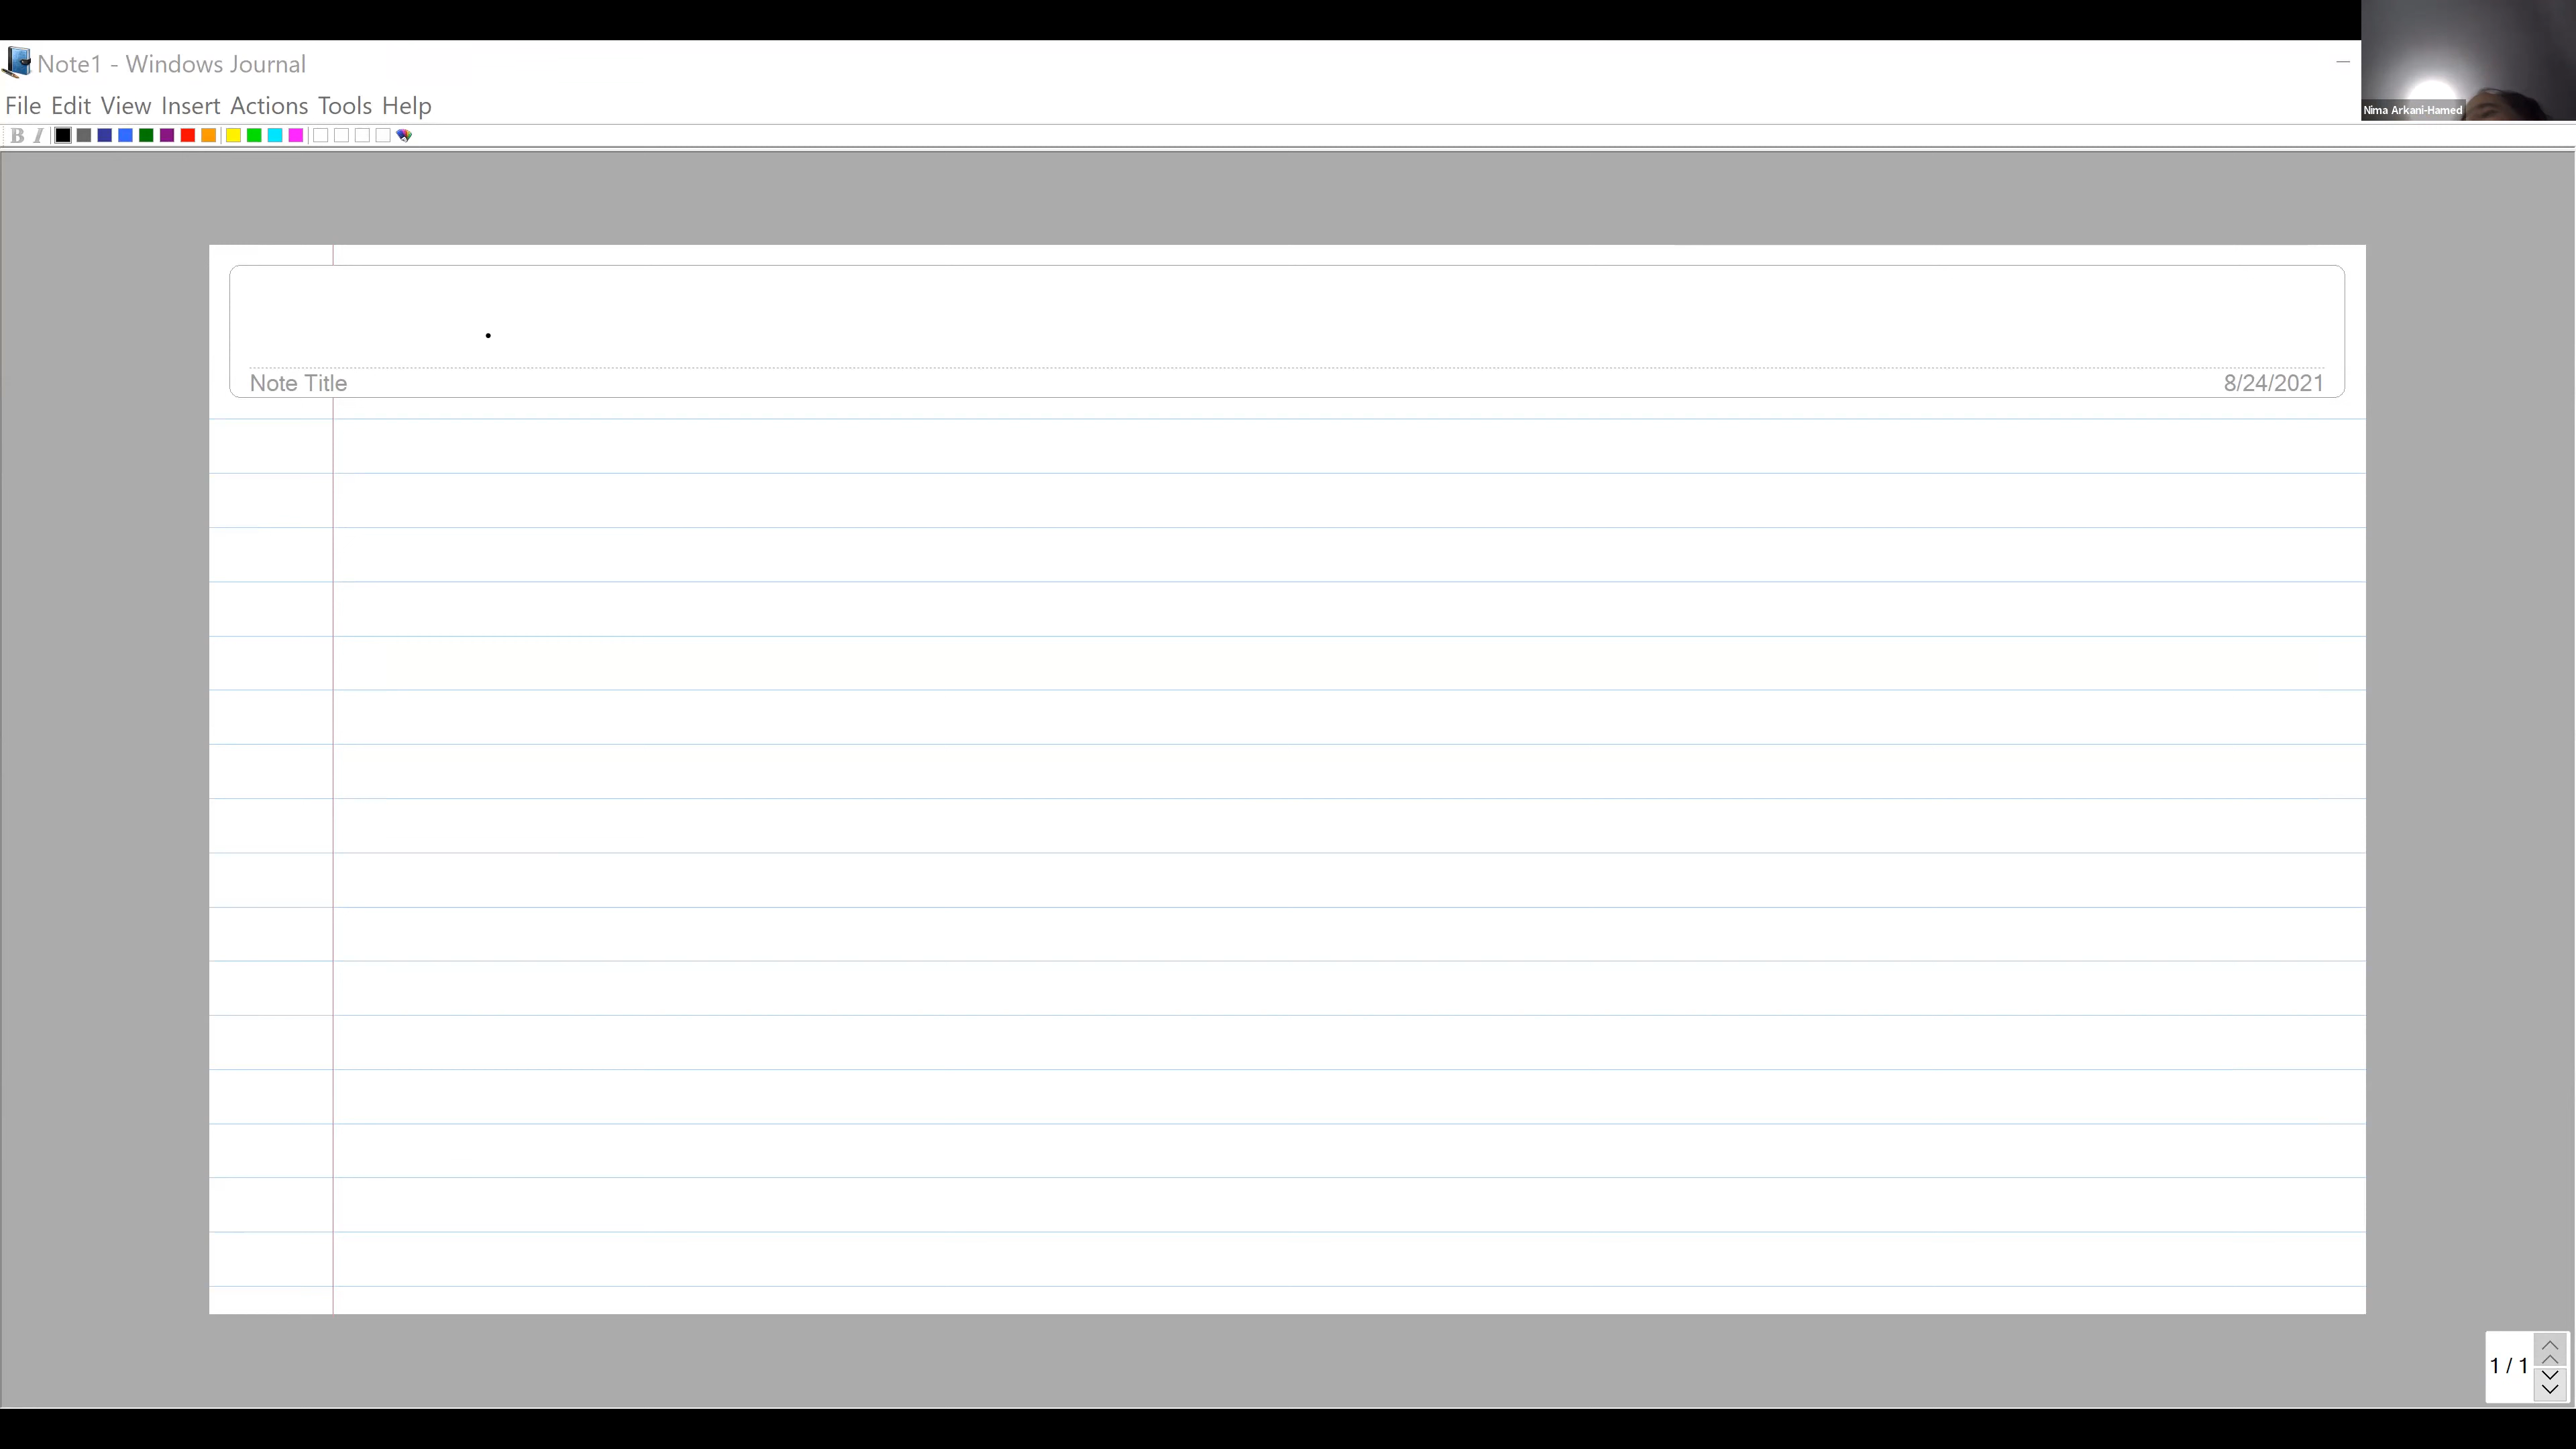 Note1 - Windows Journal
Nima Arkani-Hamed
File Edit View Insert Actions Tools Help
B I
Note Title
8/24/2021
1 / 1